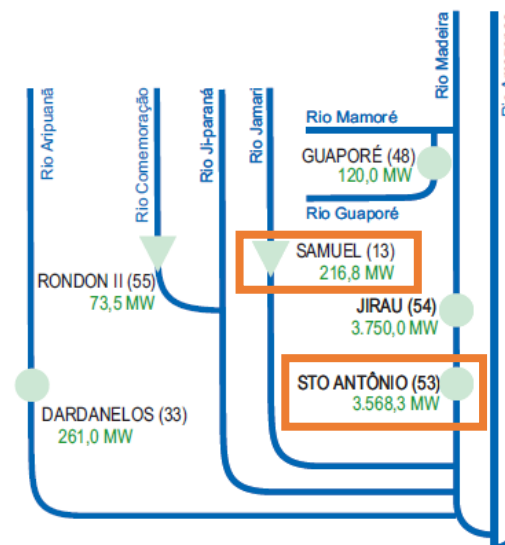 Rio Aripuanã
Rio Comemoração
Rio Ji-paraná
Rio Jamari
Rio Madeira
Rio Mamoré
GUAPORÉ (48)
120,0 MW
Rio Guaporé
SAMUEL (13)
216,8 MW
RONDON II (55)
73,5 MW
JIRAU (54)
3.750,0 MW
STO ANTÔNIO (53)
3.568,3 MW
DARDANELOS (33)
261,0 MW